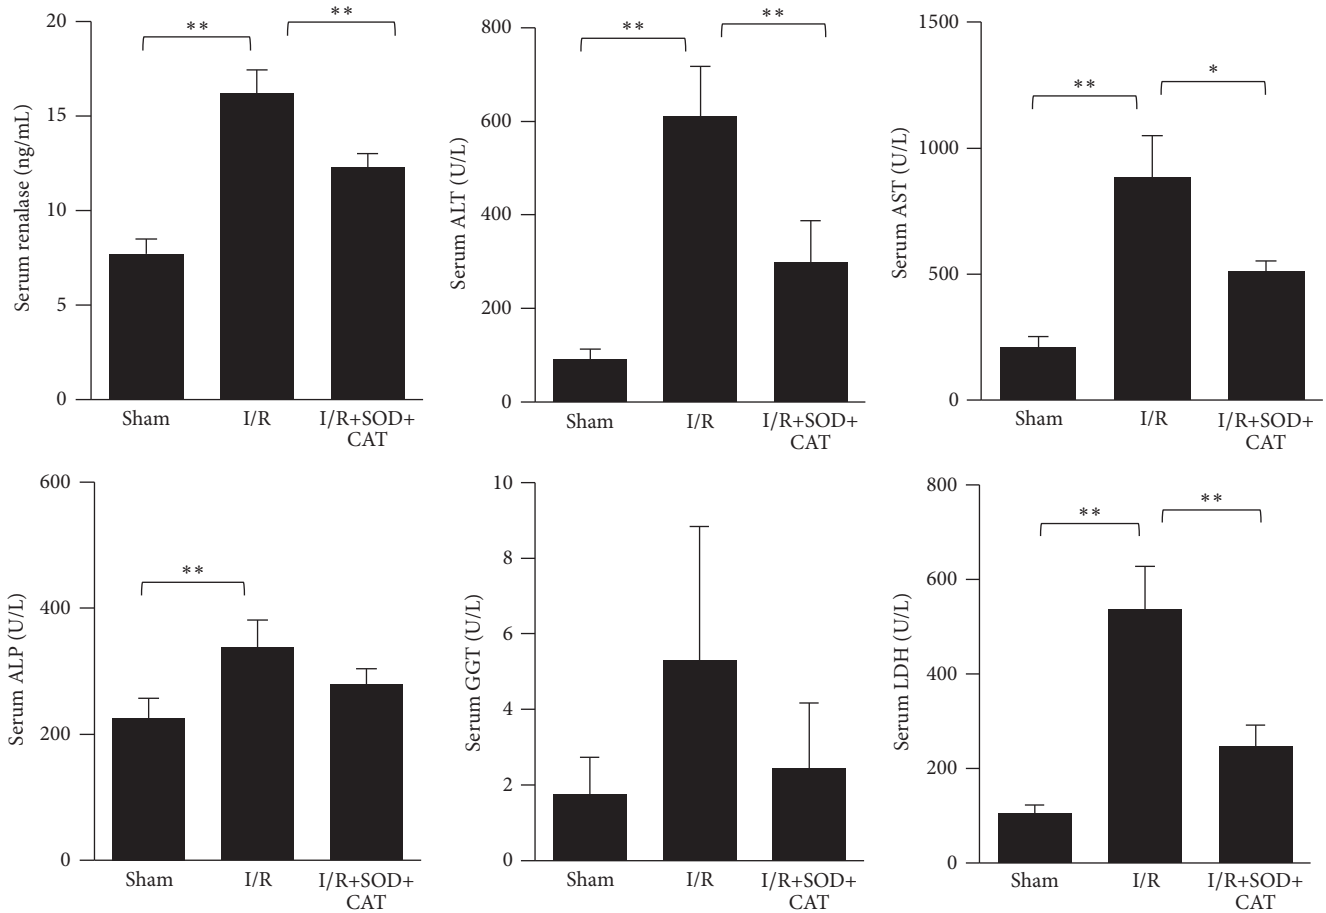 Serum renalase (ng/mL)
20
15
10
5
0
**
**
Sham
I/R
I/R+SOD+
CAT
Serum ALT (U/L)
800
600
400
200
0
**
**
Sham
I/R
I/R+SOD+
CAT
Serum AST (U/L)
1500
1000
500
0
**
*
Sham
I/R
I/R+SOD+
CAT
Serum ALP (U/L)
600
400
200
0
**
Sham
I/R
I/R+SOD+
CAT
Serum GGT (U/L)
10
8
6
4
2
0
Sham
I/R
I/R+SOD+
CAT
Serum LDH (U/L)
800
600
400
200
0
**
**
Sham
I/R
I/R+SOD+
CAT